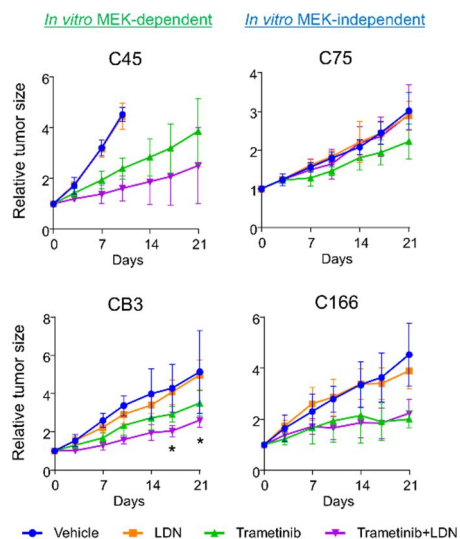 In vitro MEK-dependent
In vitro MEK-independent
C45
Relative tumor size
6
4
2
0
0 7 14 21
Days
C75
4
3
2
1
0 7 14 21
Days
CB3
Relative tumor size
8
6
4
2
0
* *
0 7 14 21
Days
C166
6
4
2
0
0 7 14 21
Days
Vehicle LDN Trametinib Trametinib+LDN